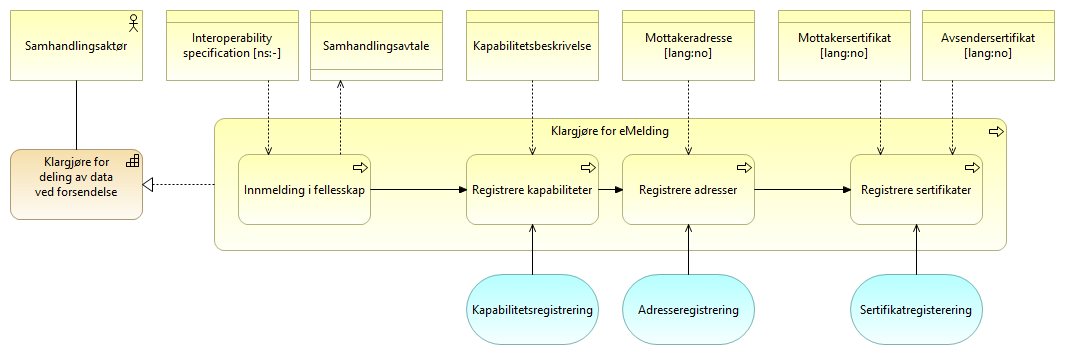 Samhandlingsaktør
Interoperability
specification [ns:-]
Samhandlingsavtale
Kapabilitetsbeskrivelse
Mottakeradresse
[lang:no]
Mottakersertifikat
[lang:no]
Avsendersertifikat
[lang:no]
Klargjøre for eMelding
Klargjøre for
deling av data
ved forsendelse
Innmelding i fellesskap
Registrere kapabiliteter
Registrere adresser
Registrere sertifikater
Kapabilitetsregistrering
Adresseregistrering
Sertifikatregisterering